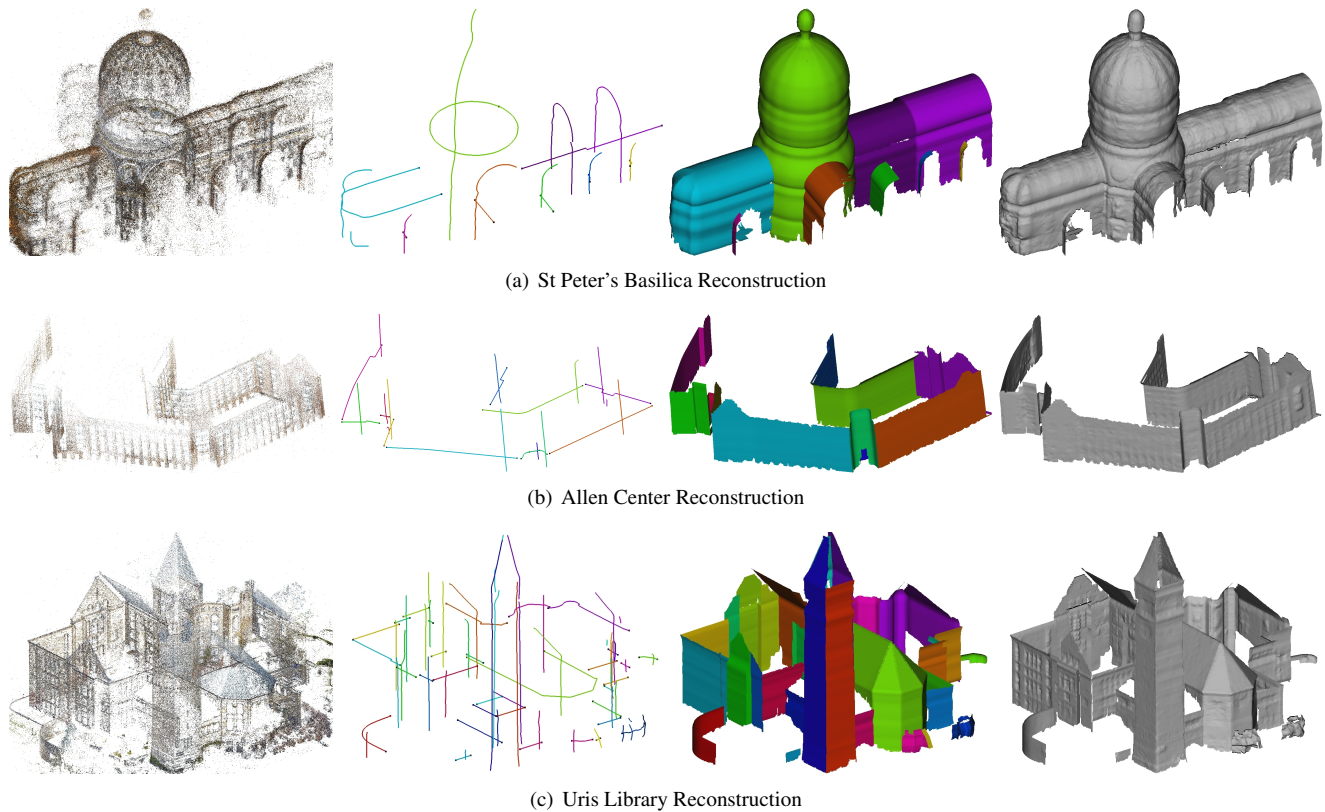 (a) St Peter's Basilica Reconstruction
(b) Allen Center Reconstruction
(c) Uris Library Reconstruction